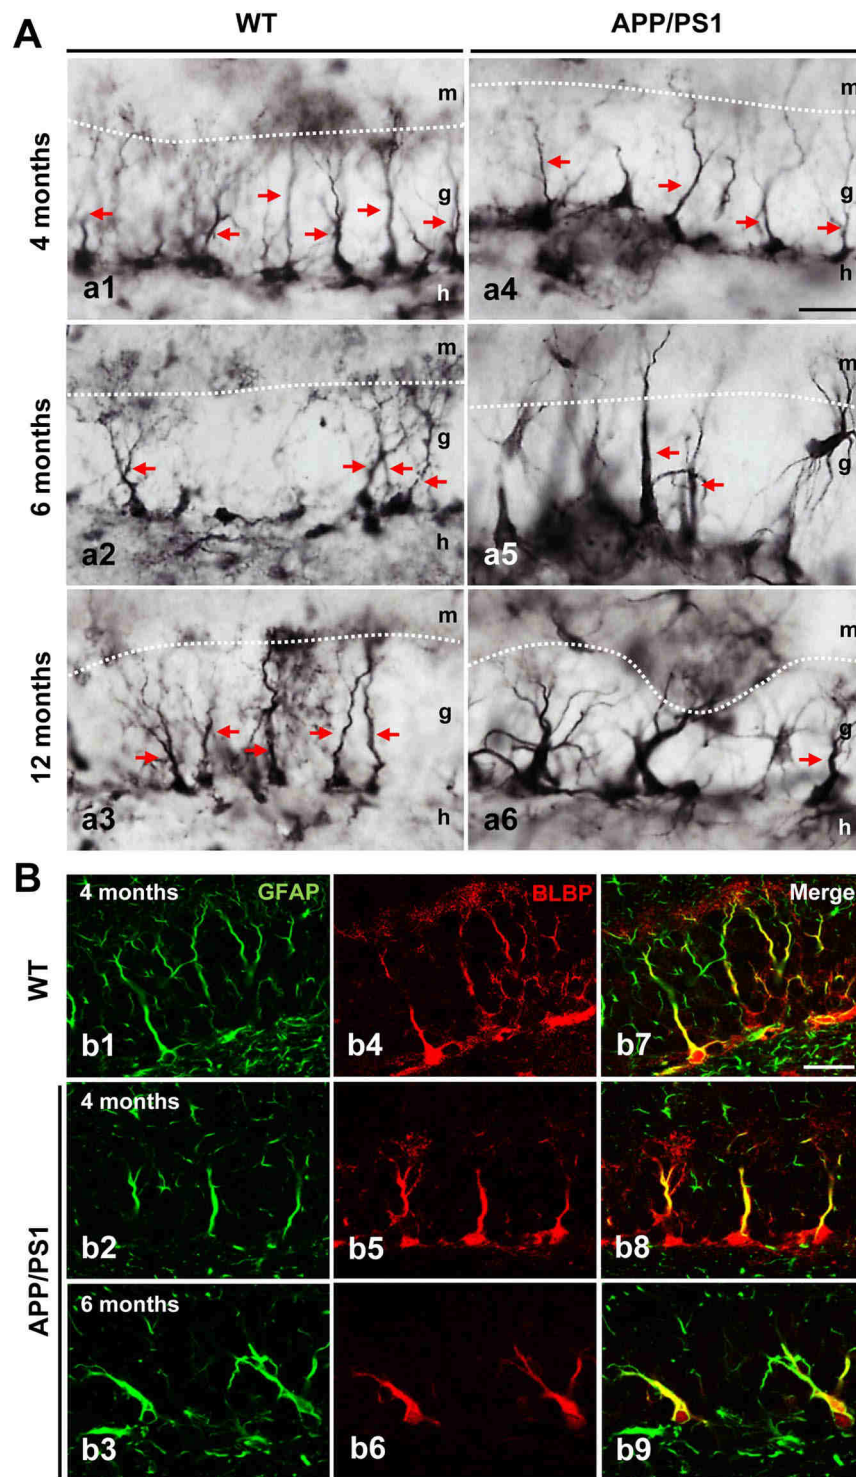 A
WT APP/PS1
4 months
m m
g g
h h
a1 a4
6 months
m m
g g
h
a2 a5
12 months
m m
g g
h h
a3 a6
B
WT
4 months GFAP BLBP Merge
b1 b4 b7
APP/PS1
4 months
b2 b5 b8
6 months
b3 b6 b9